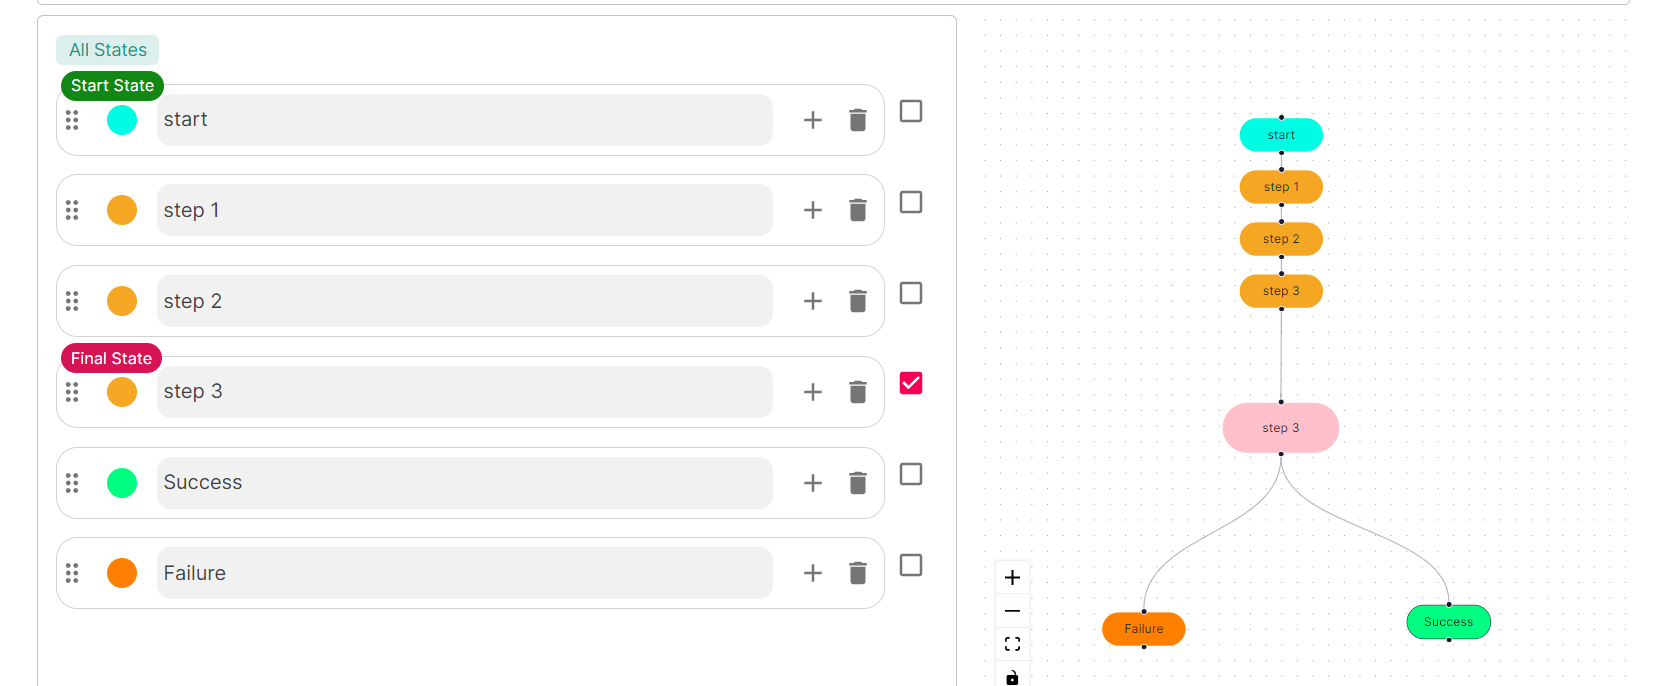 All States
Start State
start
step 1
step 2
Final State
step 3
Success
Failure
start
step 1
step 2
step 3
step 3
Failure
Success